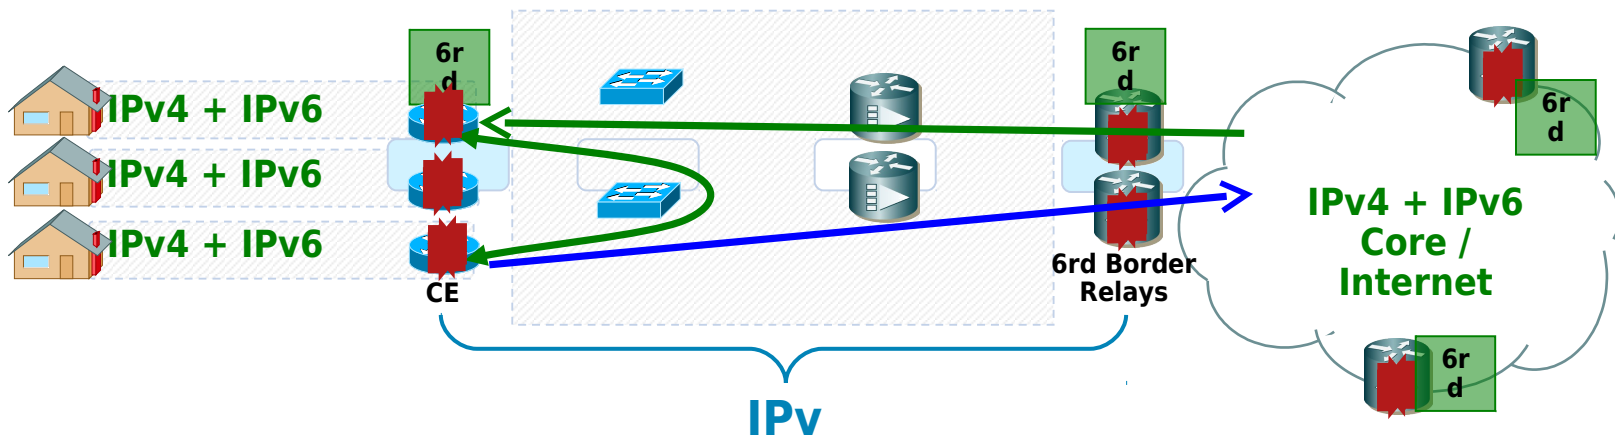 6r
d
6r
d
6r
d
IPv4 + IPv6
IPv4 + IPv6
IPv4 + IPv6
CE
6rd Border
Relays
IPv4 + IPv6
Core /
Internet
6r
d
IPv